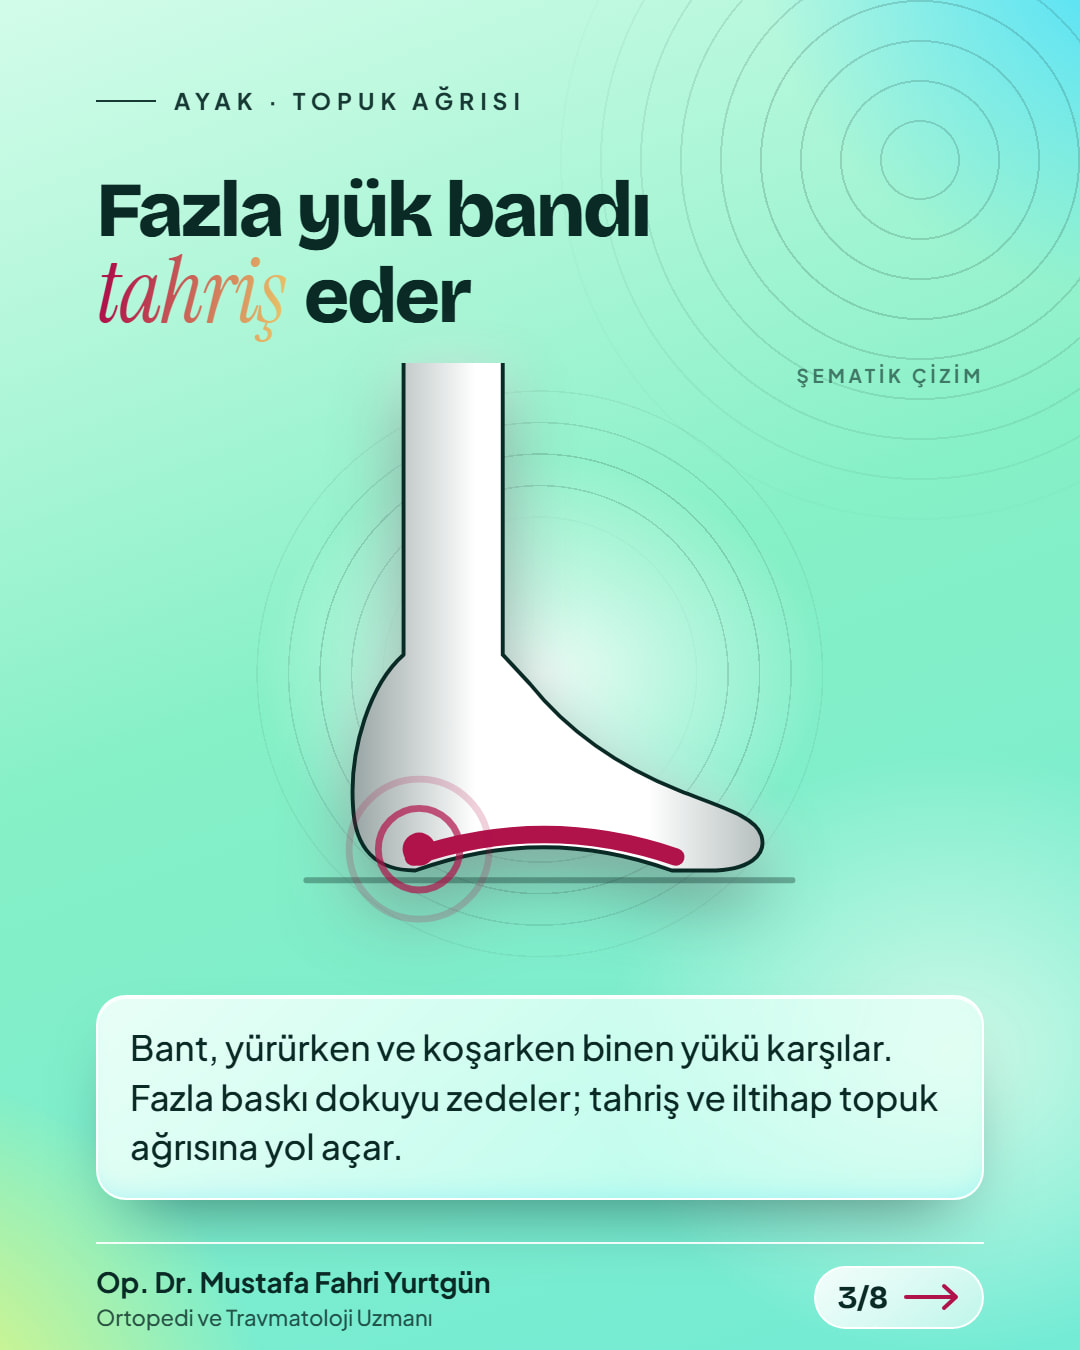 AYAK · TOPUK AĞRISI
Fazla yük bandı
tahriş eder
ŞEMATİK ÇİZİM
Bant, yürürken ve koşarken binen yükü karşılar.
Fazla baskı dokuyu zedeler; tahriş ve iltihap topuk
ağrısına yol açar.
Op. Dr. Mustafa Fahri Yurtgün
Ortopedi ve Travmatoloji Uzmanı
3/8